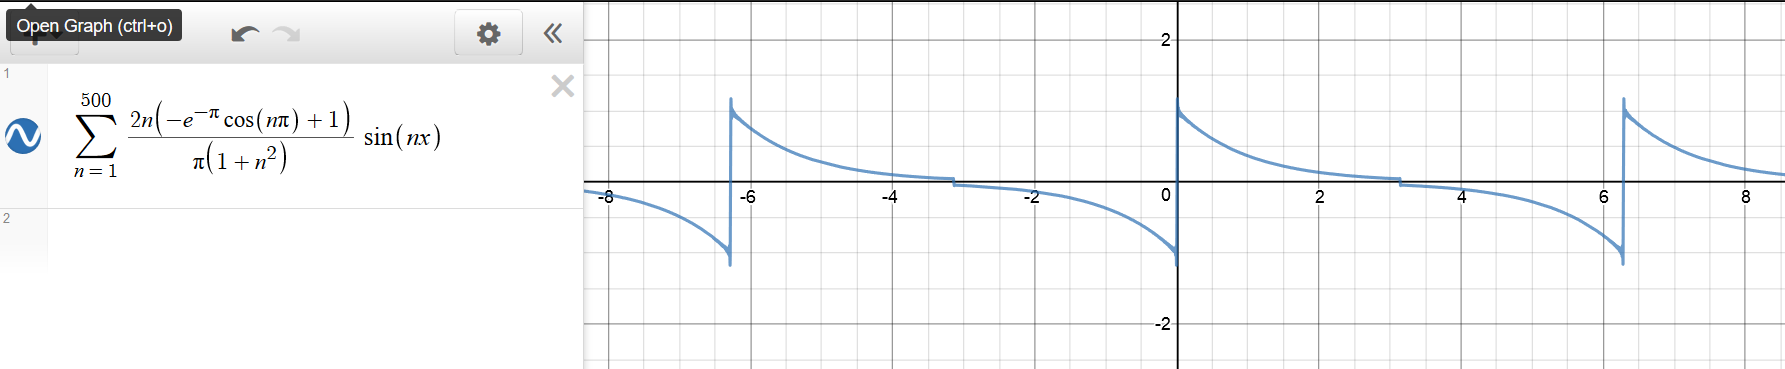 Open Graph (ctrl+o)
1
500
∑ 2n(−e^−π cos(nπ) + 1) / π(1 + n²) sin(nx)
n = 1
2
2
-8 -6 -4 -2 0 2 4 6 8
-2